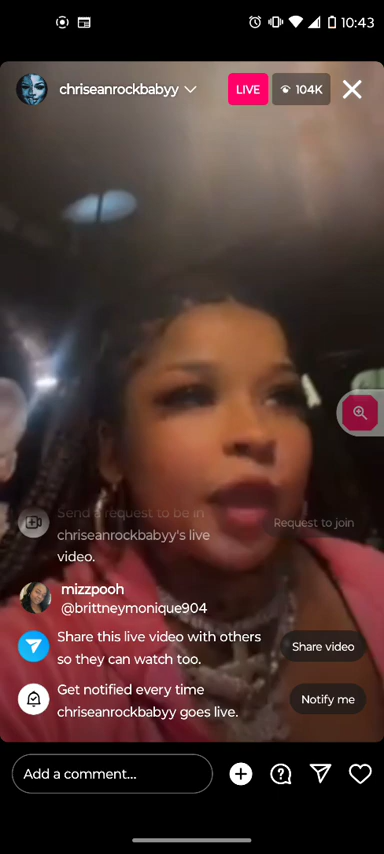 10:43
chriseanrockbabyy
LIVE
104K
Send a request to be in
chriseanrockbabyy's live
video.
Request to join
mizzpooh
@brittneymonique904
Share this live video with others
so they can watch too.
Share video
Get notified every time
chriseanrockbabyy goes live.
Notify me
Add a comment...